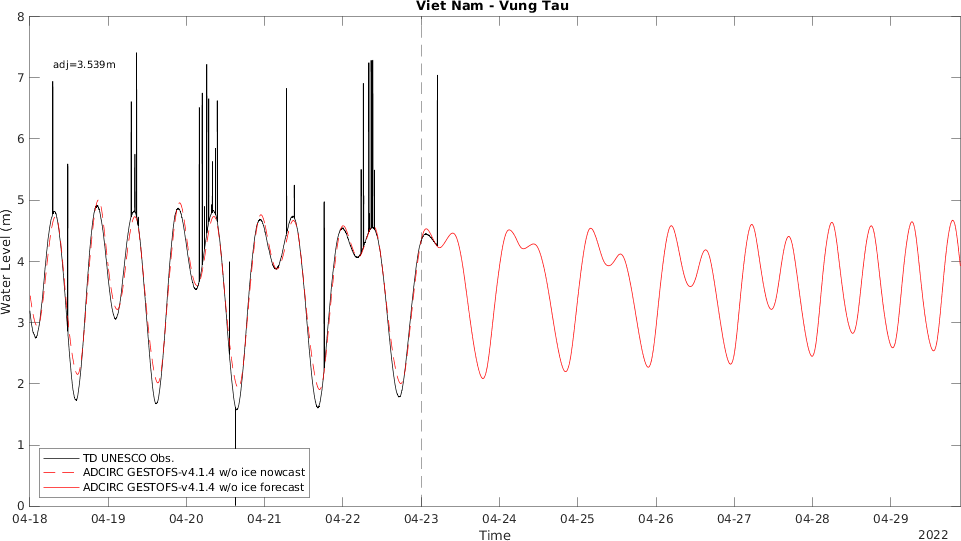 Viet Nam - Vung Tau
adj=3.539m
Water Level (m)
8
7
6
5
4
3
2
1
0
TD UNESCO Obs.
ADCIRC GESTOFS-v4.1.4 w/o ice nowcast
ADCIRC GESTOFS-v4.1.4 w/o ice forecast
04-18 04-19 04-20 04-21 04-22 04-23 04-24 04-25 04-26 04-27 04-28 04-29
Time
2022